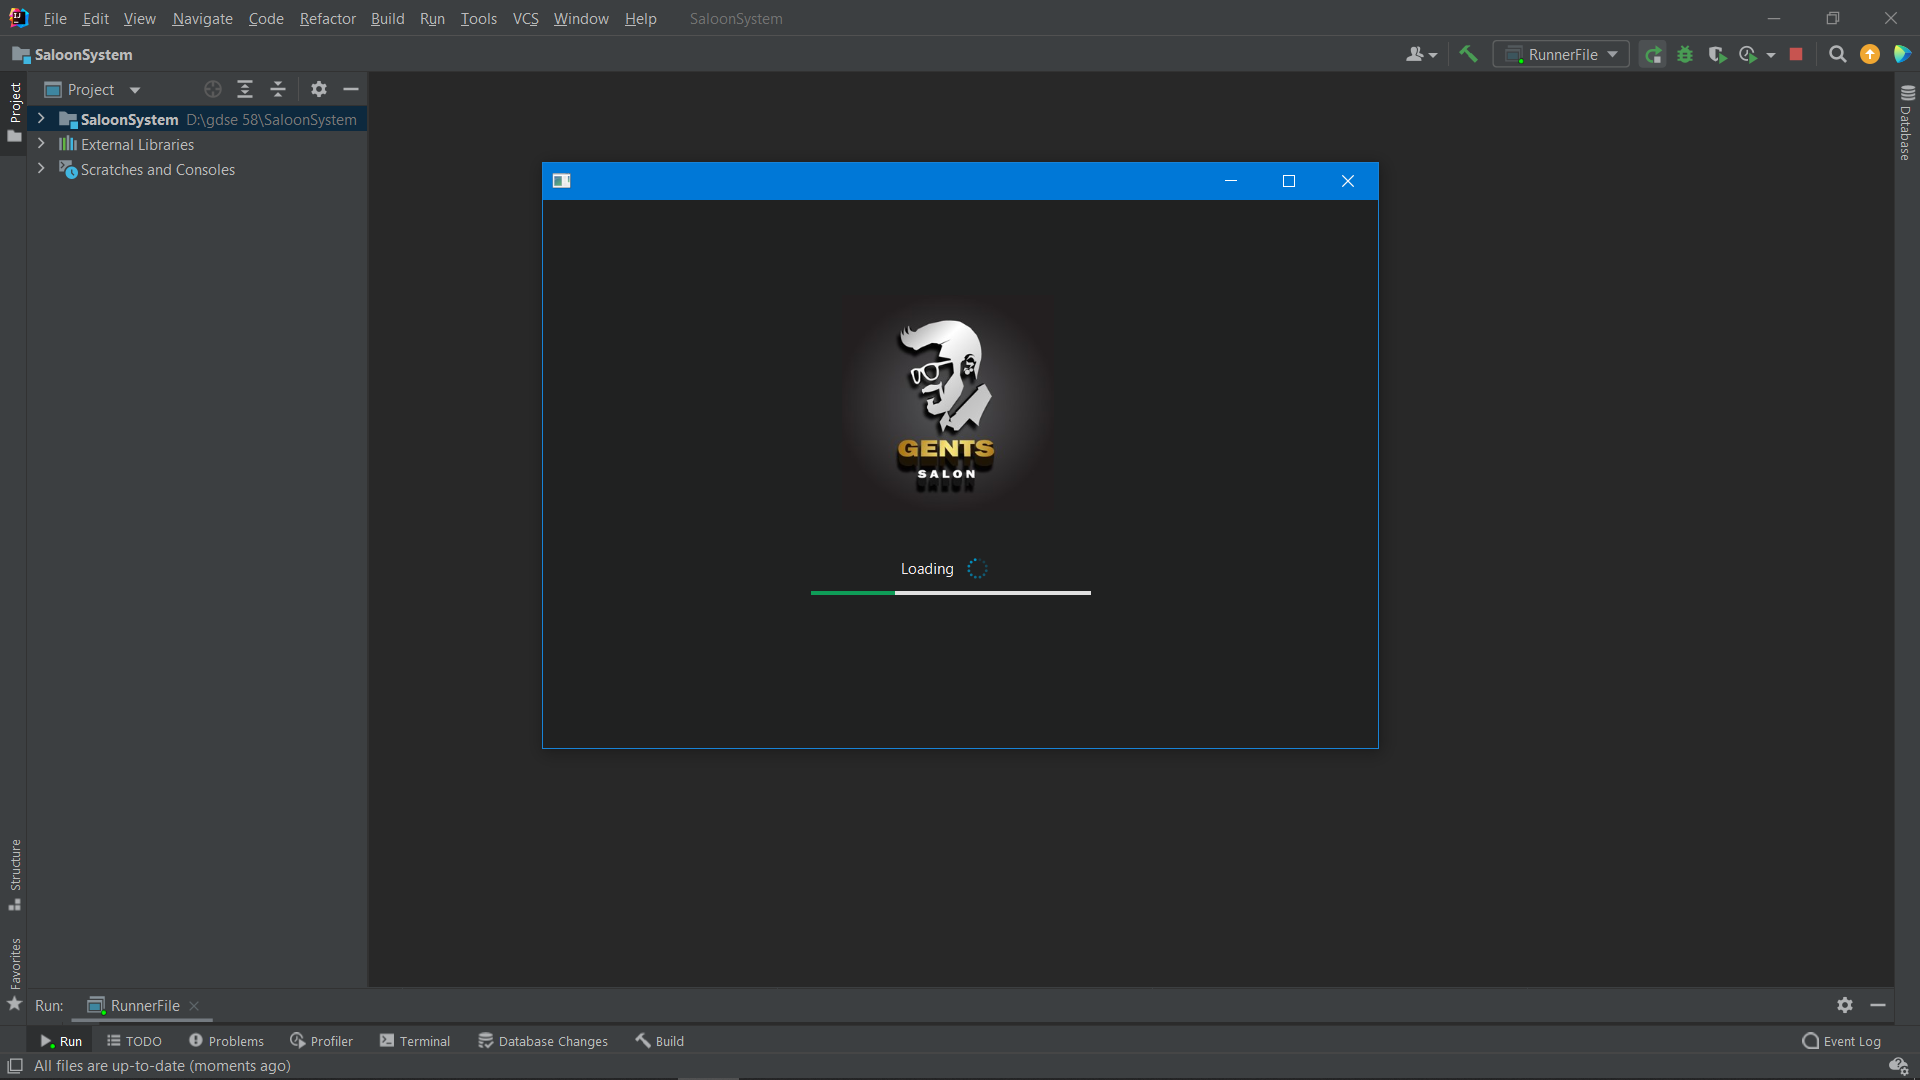 File Edit View Navigate Code Refactor Build Run Tools VCS Window Help SaloonSystem
SaloonSystem
RunnerFile
Project
Project
SaloonSystem D:\gdse 58\SaloonSystem
External Libraries
Scratches and Consoles
Database
GENTS
SALON
Loading
Structure
Favorites
Run: RunnerFile
Run TODO Problems Profiler Terminal Database Changes Build Event Log
All files are up-to-date (moments ago)